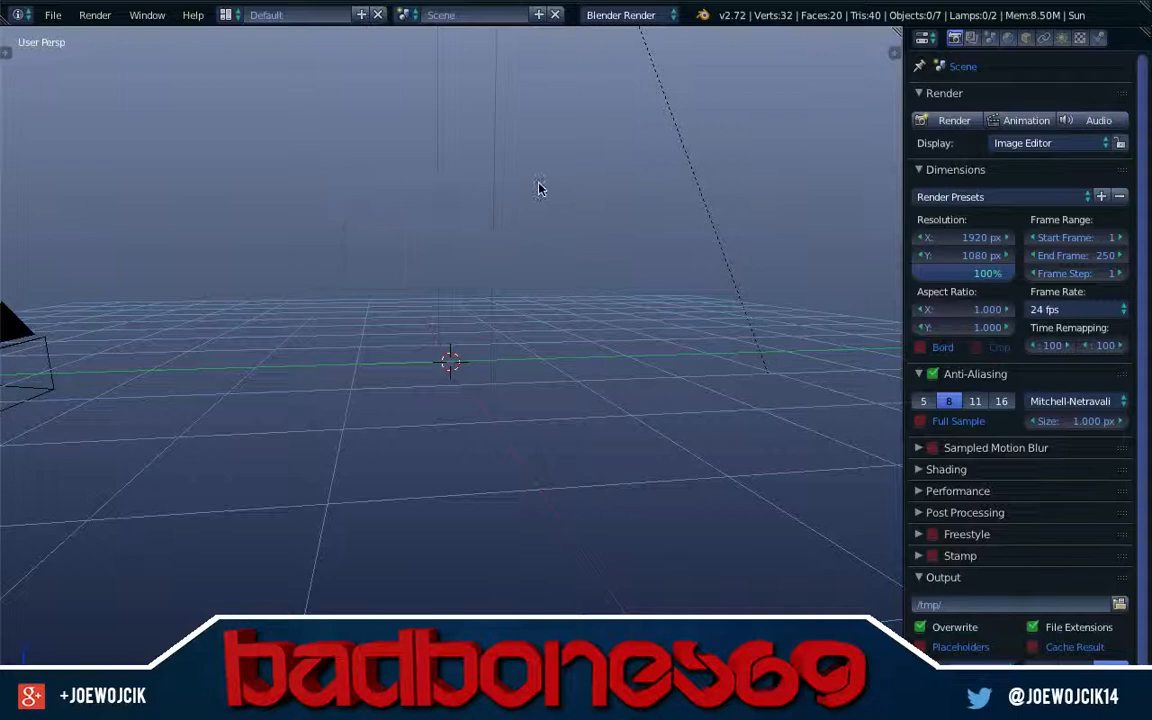 File Render Window Help Default Scene Blender Render v2.72 | Verts:32 | Faces:20 | Tris:40 | Objects:0/7 | Lamps:0/2 | Mem:8.50M | Sun
User Persp
Scene
Render
Render Animation Audio
Display: Image Editor
Dimensions
Render Presets
Resolution: Frame Range:
X: 1920 px Start Frame: 1
Y: 1080 px End Frame: 250
100% Frame Step: 1
Aspect Ratio: Frame Rate:
X: 1.000 24 fps
Y: 1.000 Time Remapping:
Bord Crop :100 :100
Anti-Aliasing
5 8 11 16 Mitchell-Netravali
Full Sample Size: 1.000 px
Sampled Motion Blur
Shading
Performance
Post Processing
Freestyle
Stamp
Output
/tmp/
Overwrite File Extensions
Placeholders Cache Result
badbones69
g+ +JOEWOJCIK @JOEWOJCIK14